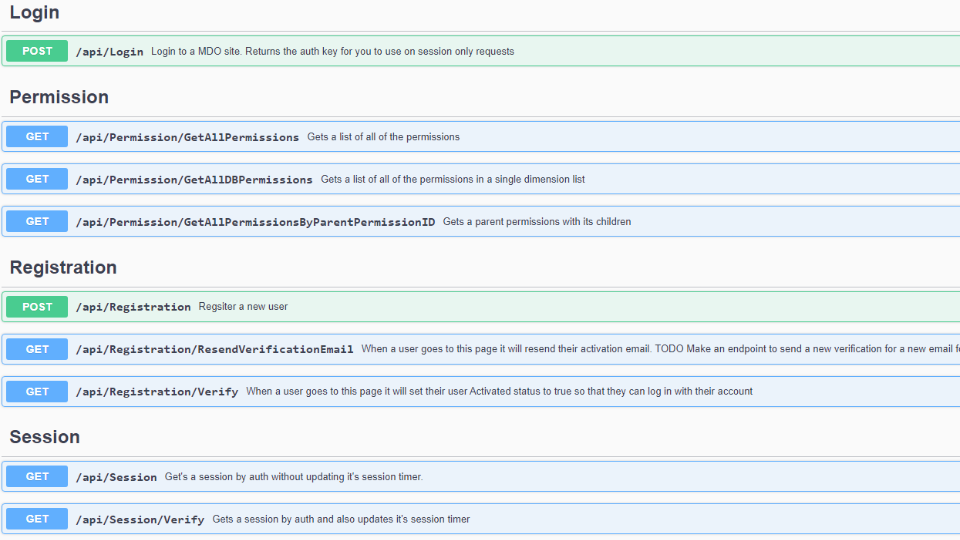 Login
POST /api/Login Login to a MDO site. Returns the auth key for you to use on session only requests
Permission
GET /api/Permission/GetAllPermissions Gets a list of all of the permissions
GET /api/Permission/GetAllDBPermissions Gets a list of all of the permissions in a single dimension list
GET /api/Permission/GetAllPermissionsByParentPermissionID Gets a parent permissions with its children
Registration
POST /api/Registration Regsiter a new user
GET /api/Registration/ResendVerificationEmail When a user goes to this page it will resend their activation email. TODO Make an endpoint to send a new verification for a new email
GET /api/Registration/Verify When a user goes to this page it will set their user Activated status to true so that they can log in with their account
Session
GET /api/Session Get's a session by auth without updating it's session timer.
GET /api/Session/Verify Gets a session by auth and also updates it's session timer